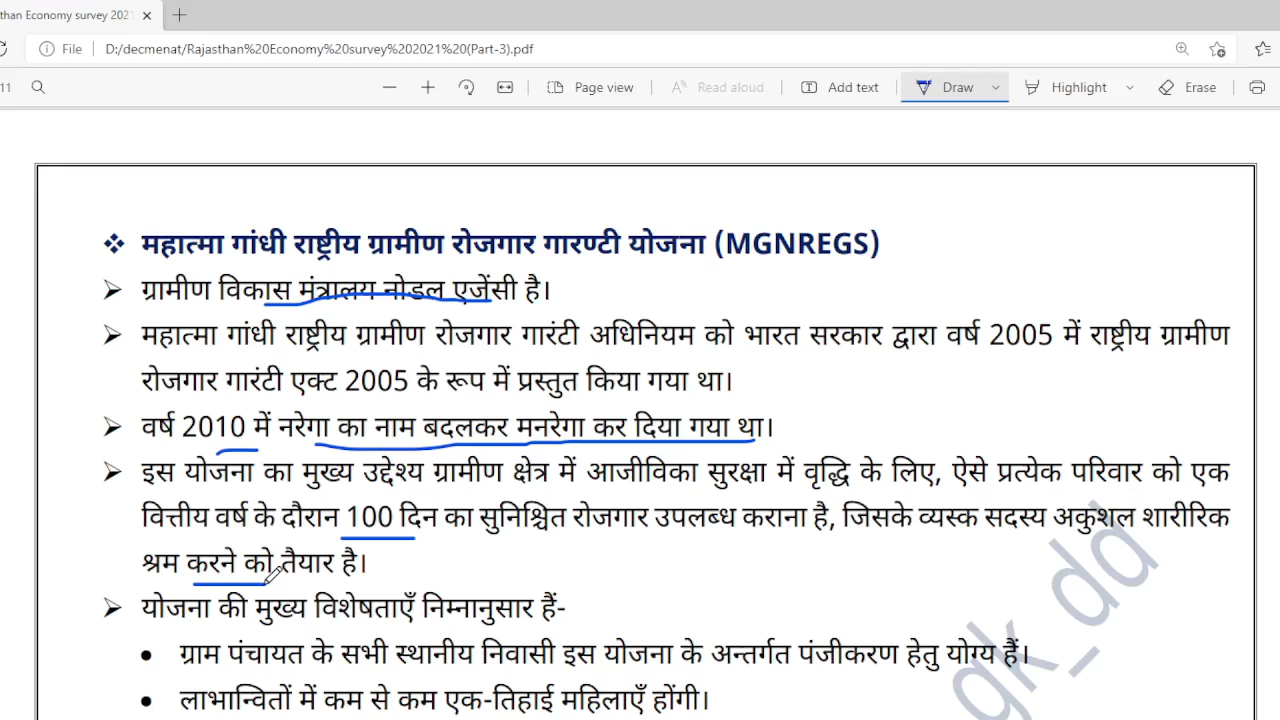 than Economy survey 2021
File
D:/decmenat/Rajasthan%20Economy%20survey%202021%20(Part-3).pdf
11
Page view
Read aloud
Add text
Draw
Highlight
Erase
❖ महात्मा गांधी राष्ट्रीय ग्रामीण रोजगार गारण्टी योजना (MGNREGS)
➢ ग्रामीण विकास मंत्रालय नोडल एजेंसी है।
➢ महात्मा गांधी राष्ट्रीय ग्रामीण रोजगार गारंटी अधिनियम को भारत सरकार द्वारा वर्ष 2005 में राष्ट्रीय ग्रामीण
रोजगार गारंटी एक्ट 2005 के रूप में प्रस्तुत किया गया था।
➢ वर्ष 2010 में नरेगा का नाम बदलकर मनरेगा कर दिया गया था।
➢ इस योजना का मुख्य उद्देश्य ग्रामीण क्षेत्र में आजीविका सुरक्षा में वृद्धि के लिए, ऐसे प्रत्येक परिवार को एक
वित्तीय वर्ष के दौरान 100 दिन का सुनिश्चित रोजगार उपलब्ध कराना है, जिसके व्यस्क सदस्य अकुशल शारीरिक
श्रम करने को तैयार है।
➢ योजना की मुख्य विशेषताएँ निम्नानुसार हैं-
• ग्राम पंचायत के सभी स्थानीय निवासी इस योजना के अन्तर्गत पंजीकरण हेतु योग्य हैं।
• लाभान्वितों में कम से कम एक-तिहाई महिलाएँ होंगी।
gk_dd